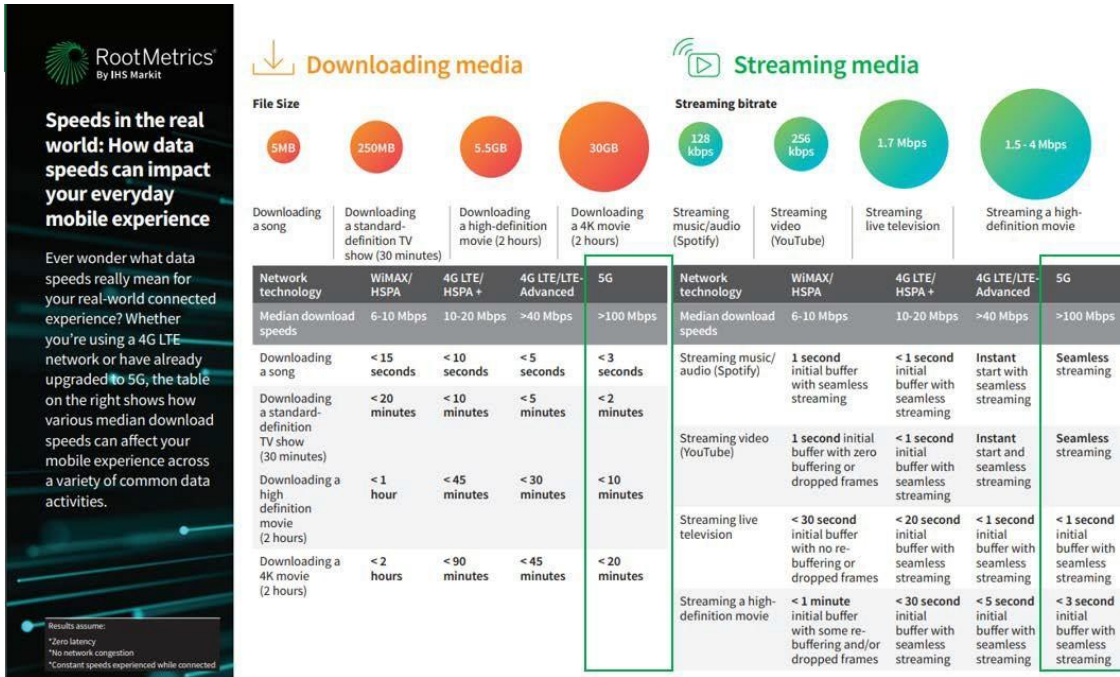 RootMetrics®
By IHS Markit
Speeds in the real
world: How data
speeds can impact
your everyday
mobile experience
Ever wonder what data
speeds really mean for
your real-world connected
experience? Whether
you're using a 4G LTE
network or have already
upgraded to 5G, the table
on the right shows how
various median download
speeds can affect your
mobile experience across
a variety of common data
activities.
Results assume:
*Zero latency
*No network congestion
*Constant speeds experienced while connected
Downloading media
File Size
5MB
250MB
5.5GB
30GB
Downloading
a song
Downloading
a standard-
definition TV
show (30 minutes)
Downloading
a high-definition
movie (2 hours)
Downloading
a 4K movie
(2 hours)
Network
technology
WiMAX/
HSPA
4G LTE/
HSPA +
4G LTE/LTE-
Advanced
5G
Median download
speeds
6-10 Mbps
10-20 Mbps
>40 Mbps
>100 Mbps
Downloading
a song
< 15
seconds
< 10
seconds
< 5
seconds
< 3
seconds
Downloading
a standard-
definition
TV show
(30 minutes)
< 20
minutes
< 10
minutes
< 5
minutes
< 2
minutes
Downloading a
high
definition
movie
(2 hours)
< 1
hour
< 45
minutes
< 30
minutes
< 10
minutes
Downloading a
4K movie
(2 hours)
< 2
hours
< 90
minutes
< 45
minutes
< 20
minutes
Streaming media
Streaming bitrate
128
kbps
256
kbps
1.7 Mbps
1.5 - 4 Mbps
Streaming
music/audio
(Spotify)
Streaming
video
(YouTube)
Streaming
live television
Streaming a high-
definition movie
Network
technology
WiMAX/
HSPA
4G LTE/
HSPA +
4G LTE/LTE-
Advanced
5G
Median download
speeds
6-10 Mbps
10-20 Mbps
>40 Mbps
>100 Mbps
Streaming music/
audio (Spotify)
1 second
initial buffer
with seamless
streaming
< 1 second
initial
buffer with
seamless
streaming
Instant
start with
seamless
streaming
Seamless
streaming
Streaming video
(YouTube)
1 second initial
buffer with zero
buffering or
dropped frames
< 1 second
initial
buffer with
seamless
streaming
Instant
start and
seamless
streaming
Seamless
streaming
Streaming live
television
< 30 second
initial buffer
with no re-
buffering or
dropped frames
< 20 second
initial
buffer with
seamless
streaming
< 1 second
initial
buffer with
seamless
streaming
< 1 second
initial
buffer with
seamless
streaming
Streaming a high-
definition movie
< 1 minute
initial buffer
with some re-
buffering and/or
dropped frames
< 30 second
initial
buffer with
seamless
streaming
< 5 second
initial
buffer with
seamless
streaming
< 3 second
initial
buffer with
seamless
streaming